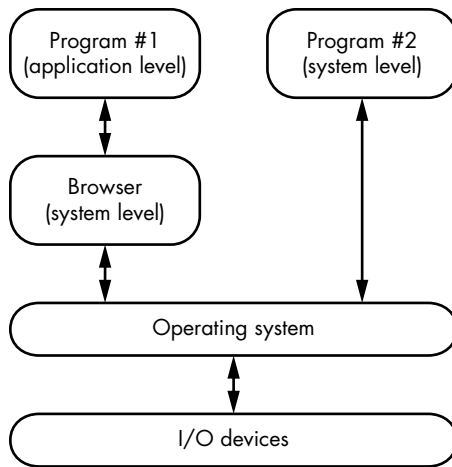 Program #1
(application level)
Program #2
(system level)
Browser
(system level)
Operating system
I/O devices